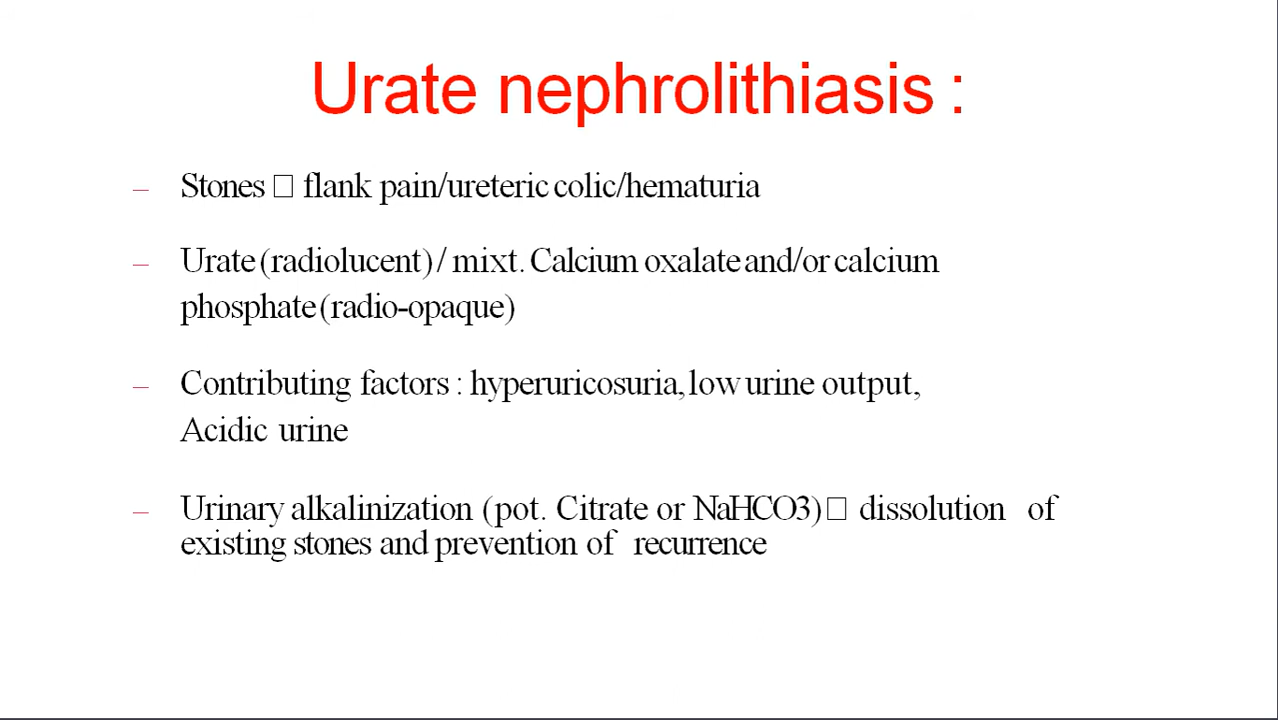 Urate nephrolithiasis :
– Stones □ flank pain/ureteric colic/hematuria
– Urate (radiolucent) / mixt. Calcium oxalate and/or calcium
phosphate (radio-opaque)
– Contributing factors : hyperuricosuria, low urine output,
Acidic urine
– Urinary alkalinization (pot. Citrate or NaHCO3)□ dissolution of
existing stones and prevention of recurrence